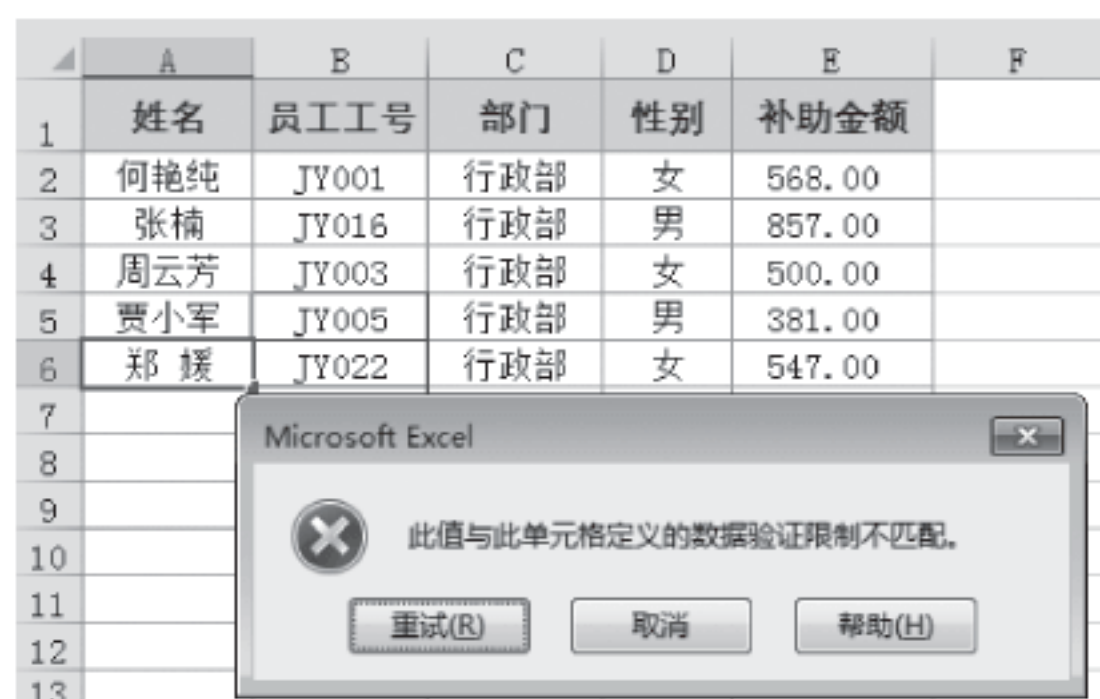 A B C D E F
1 姓名 员工工号 部门 性别 补助金额
2 何艳纯 JY001 行政部 女 568.00
3 张楠 JY016 行政部 男 857.00
4 周云芳 JY003 行政部 女 500.00
5 贾小军 JY005 行政部 男 381.00
6 郑 媛 JY022 行政部 女 547.00
7
Microsoft Excel
8
9
此值与此单元格定义的数据验证限制不匹配。
10
11
重试(R) 取消 帮助(H)
12
13